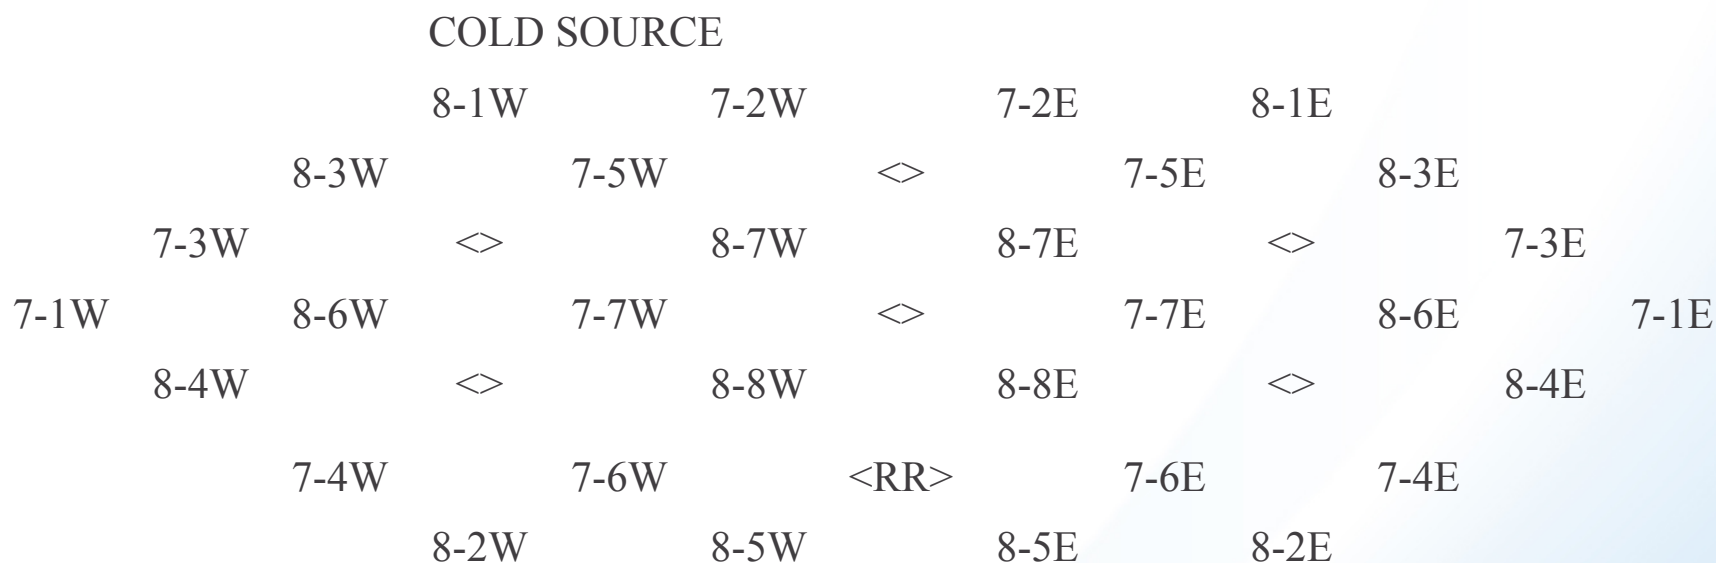 COLD SOURCE
8-1W 7-2W 7-2E 8-1E
8-3W 7-5W <> 7-5E 8-3E
7-3W <> 8-7W 8-7E <> 7-3E
7-1W 8-6W 7-7W <> 7-7E 8-6E 7-1E
8-4W <> 8-8W 8-8E <> 8-4E
7-4W 7-6W <RR> 7-6E 7-4E
8-2W 8-5W 8-5E 8-2E